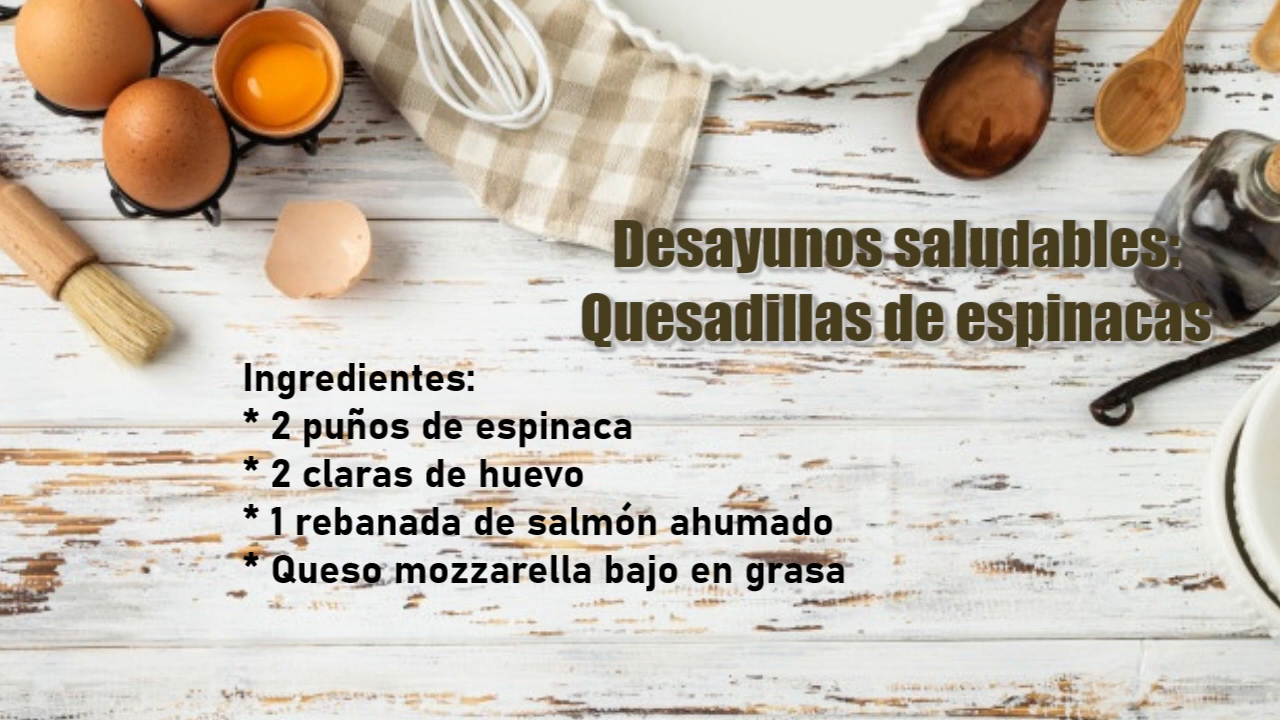 Desayunos saludables:
Quesadillas de espinacas
Ingredientes:
* 2 puños de espinaca
* 2 claras de huevo
* 1 rebanada de salmón ahumado
* Queso mozzarella bajo en grasa